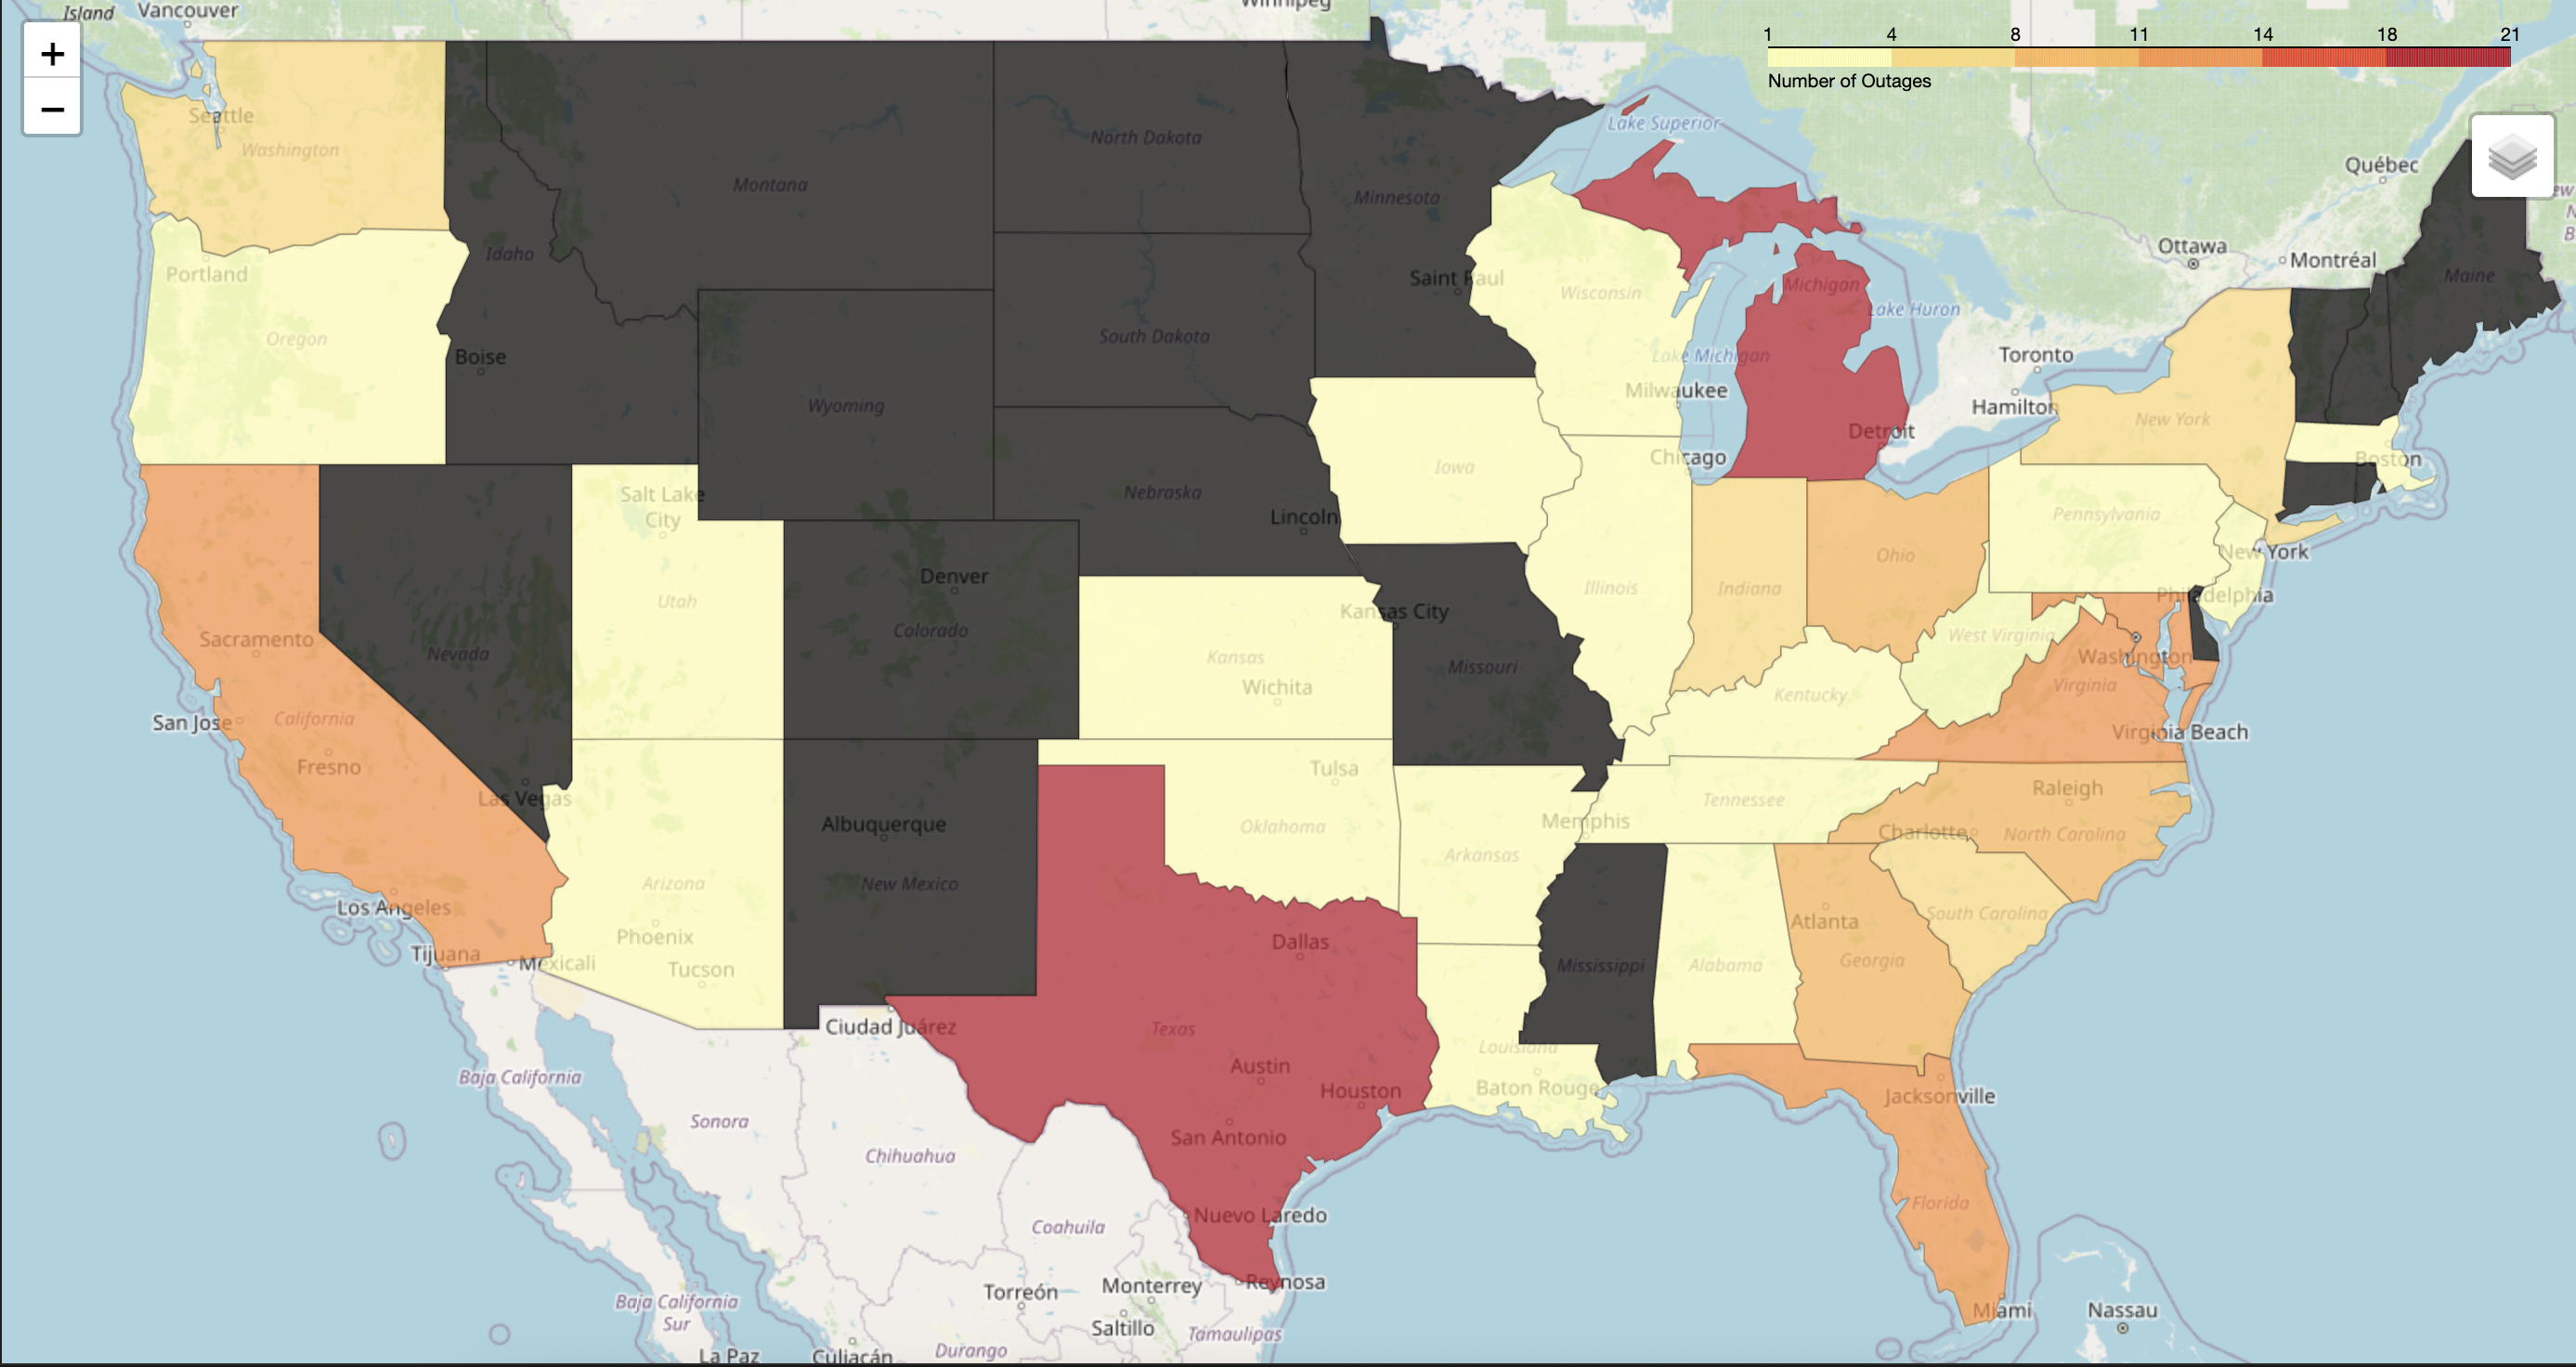 Island
Vancouver
Winnipeg
+
−
1 4 8 11 14 18 21
Number of Outages
Seattle
Washington
North Dakota
Montana
Minnesota
Lake Superior
Québec
Idaho
Portland
Saint Paul
Wisconsin
Michigan
Lake Huron
Ottawa
Montréal
Maine
Oregon
Boise
South Dakota
Lake Michigan
Toronto
Wyoming
Milwaukee
Hamilton
New York
Detroit
Chicago
Iowa
Boston
Salt Lake
City
Nebraska
Lincoln
Pennsylvania
New York
Ohio
Denver
Utah
Illinois
Indiana
Philadelphia
Kansas City
Colorado
Sacramento
Nevada
Kansas
Missouri
West Virginia
Washington
Wichita
Kentucky
Virginia
San Jose
California
Virginia Beach
Fresno
Tulsa
Las Vegas
Tennessee
Raleigh
Albuquerque
Oklahoma
Memphis
Charlotte
North Carolina
Arkansas
Arizona
New Mexico
Los Angeles
Phoenix
Dallas
Atlanta
South Carolina
Tijuana
Mexicali
Tucson
Mississippi
Alabama
Georgia
Ciudad Juárez
Texas
Louisiana
Austin
Baja California
Houston
Baton Rouge
Jacksonville
Sonora
San Antonio
Chihuahua
Florida
Coahuila
Nuevo Laredo
Torreón
Monterrey
Reynosa
Baja California
Sur
Saltillo
Tamaulipas
Miami
Nassau
La Paz
Culiacán
Durango